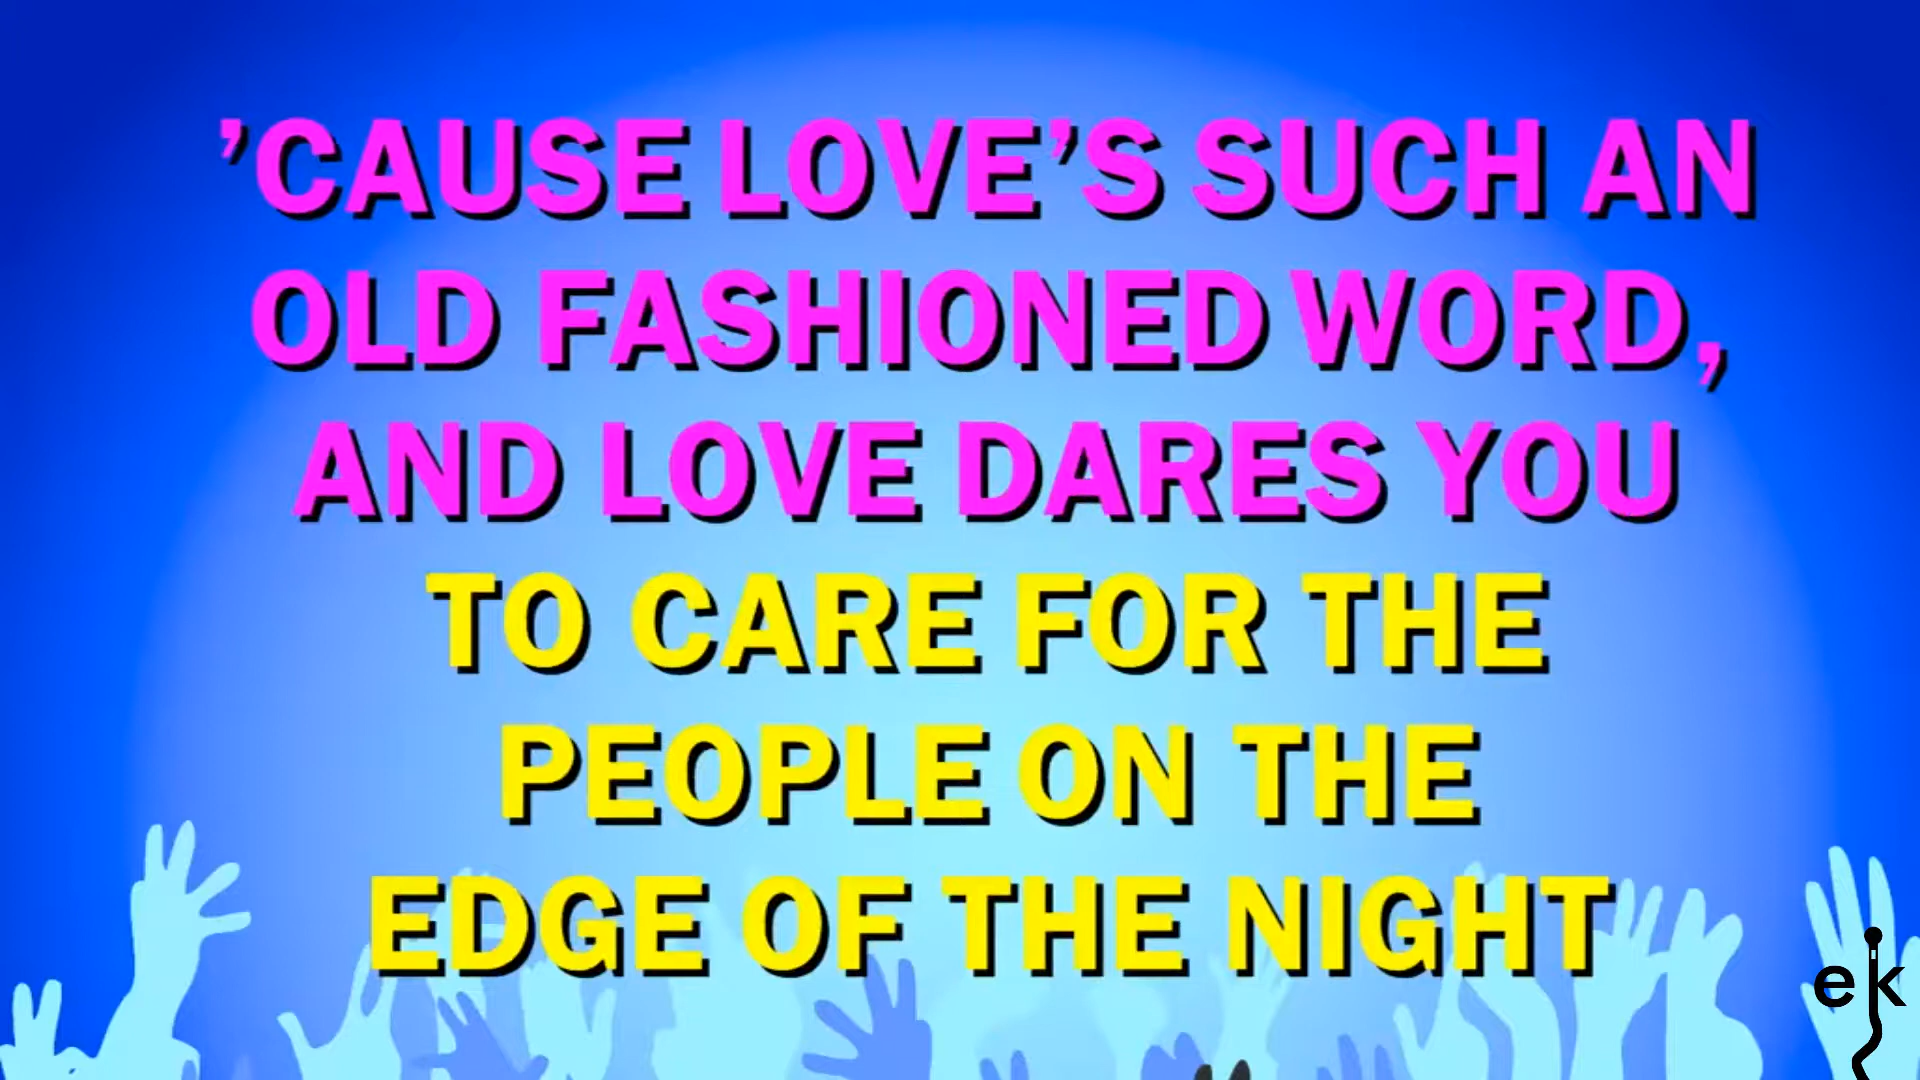 ’CAUSE LOVE’S SUCH AN
OLD FASHIONED WORD,
AND LOVE DARES YOU
TO CARE FOR THE
PEOPLE ON THE
EDGE OF THE NIGHT
ek